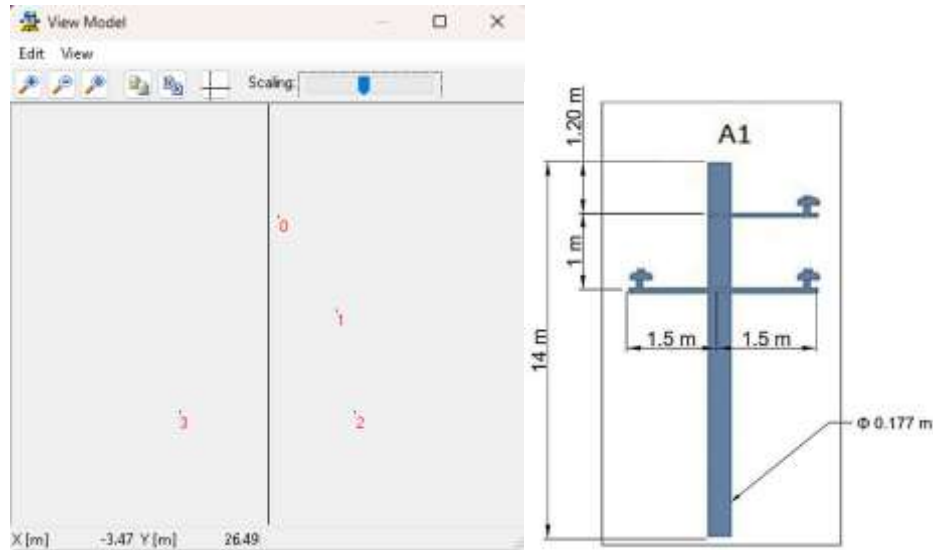 View Model
Edit View
Scaling:
0
1
3
2
X [m] -3.47 Y [m] 26.49
A1
1.20 m
1 m
14 m
1.5 m 1.5 m
Φ 0.177 m